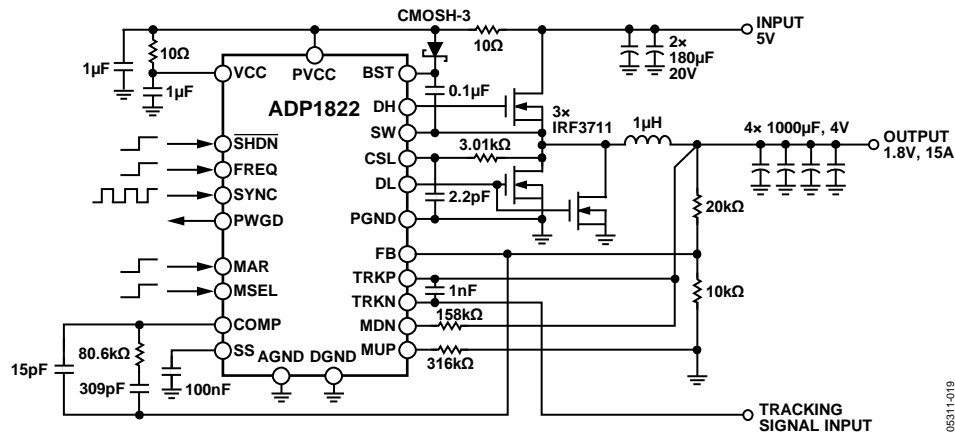 CMOSH-3
INPUT
5V
10Ω
10Ω
2×
180µF
20V
1µF
1µF
VCC
PVCC
BST
0.1µF
ADP1822
DH
3×
IRF3711
SW
1µH
4× 1000µF, 4V
OUTPUT
1.8V, 15A
SHDN
3.01kΩ
CSL
FREQ
DL
SYNC
2.2pF
20kΩ
PWGD
PGND
FB
MAR
TRKP
1nF
10kΩ
MSEL
TRKN
158kΩ
COMP
MDN
80.6kΩ
SS
AGND
DGND
MUP
316kΩ
15pF
309pF
100nF
TRACKING
SIGNAL INPUT
05311-019